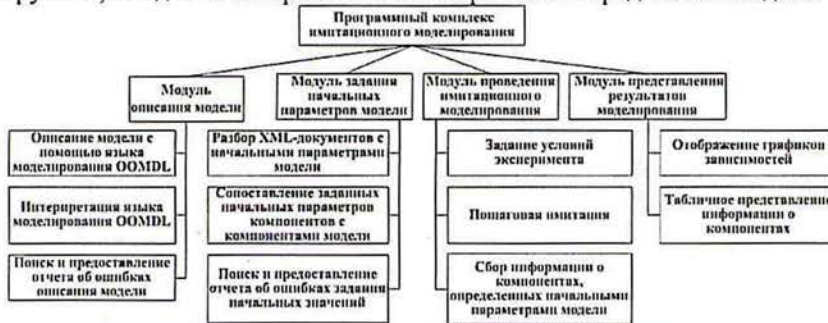 Программный комплекс
имитационного моделирования
Модуль
описания модели
Модуль задания
начальных
параметров модели
Модуль проведения
имитационного
моделирования
Модуль представления
результатов
моделирования
Описание модели с
помощью языка
моделирования OOMDL
Интерпретация языка
моделирования OOMDL
Поиск и предоставление
отчета об ошибках
описания модели
Разбор XML-документов с
начальными параметрами
модели
Сопоставление заданных
начальных параметров
компонентов с
компонентами модели
Поиск и предоставление
отчета об ошибках задания
начальных значений
Задание условий
эксперимента
Пошаговая имитация
Сбор информации о
компонентах,
определенных начальными
параметрами модели
Отображение графиков
зависимостей
Табличное представление
информации о
компонентах